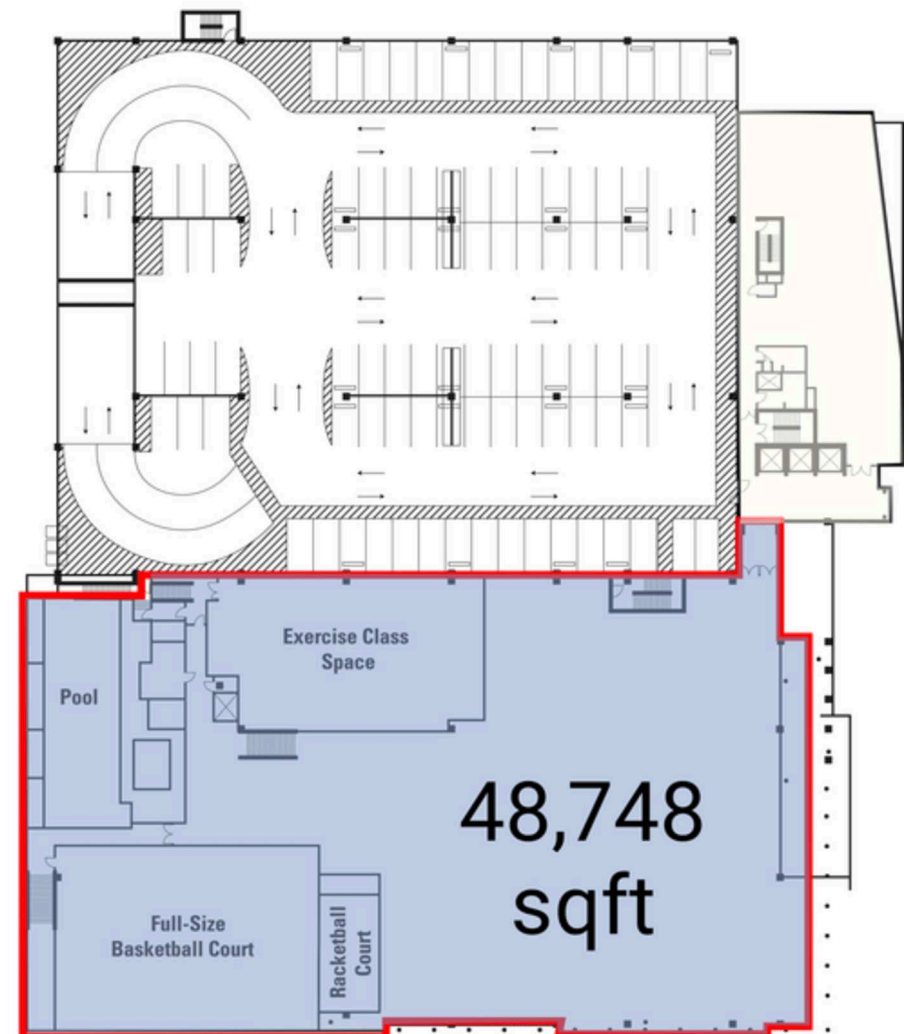 Exercise Class
Space
Pool
48,748
sqft
Full-Size
Basketball Court
Racketball
Court